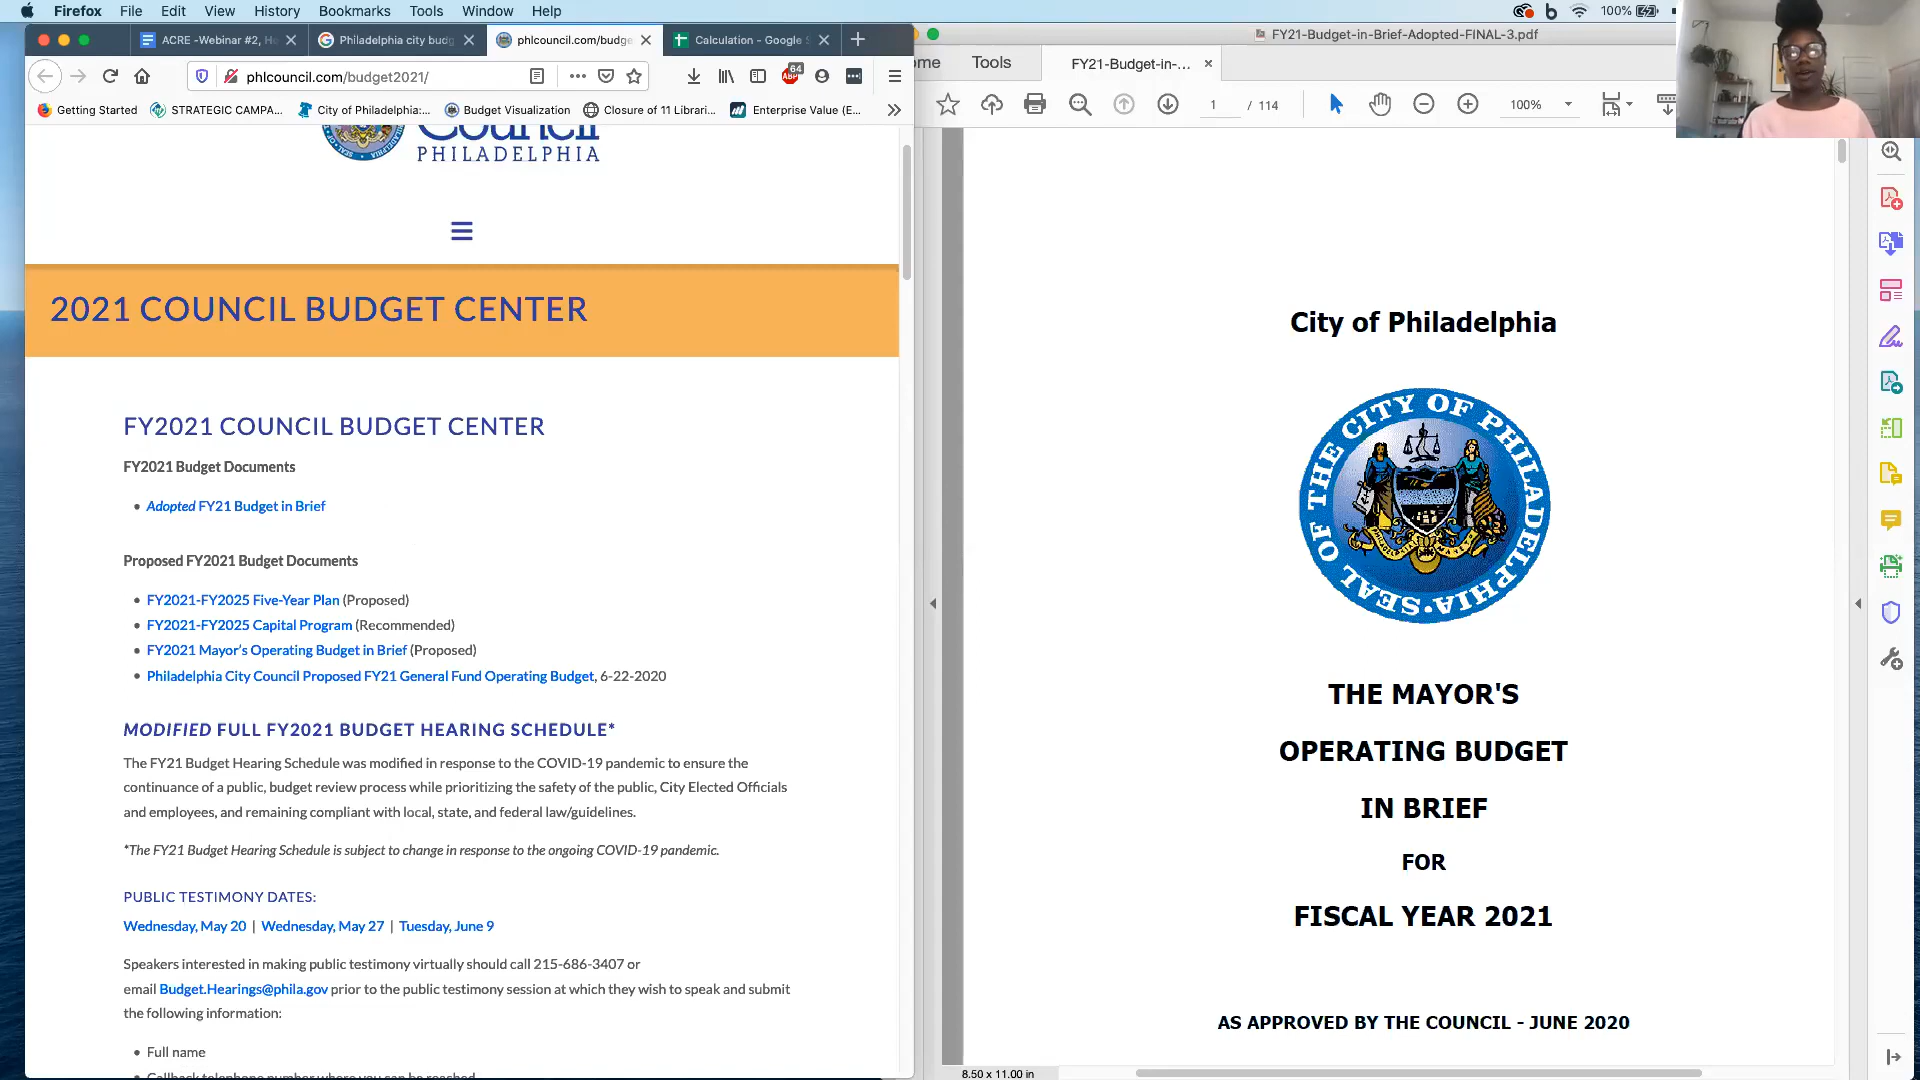 Firefox File Edit View History Bookmarks Tools Window Help
100%
ACRE -Webinar #2, H
Philadelphia city budg
phlcouncil.com/budge
Calculation - Google S
phlcouncil.com/budget2021/
64
ABP
Getting Started
STRATEGIC CAMPA...
City of Philadelphia:...
Budget Visualization
Closure of 11 Librari...
Enterprise Value (E...
Council
PHILADELPHIA
2021 COUNCIL BUDGET CENTER
FY2021 COUNCIL BUDGET CENTER
FY2021 Budget Documents
• Adopted FY21 Budget in Brief
Proposed FY2021 Budget Documents
• FY2021-FY2025 Five-Year Plan (Proposed)
• FY2021-FY2025 Capital Program (Recommended)
• FY2021 Mayor's Operating Budget in Brief (Proposed)
• Philadelphia City Council Proposed FY21 General Fund Operating Budget, 6-22-2020
MODIFIED FULL FY2021 BUDGET HEARING SCHEDULE*
The FY21 Budget Hearing Schedule was modified in response to the COVID-19 pandemic to ensure the
continuance of a public, budget review process while prioritizing the safety of the public, City Elected Officials
and employees, and remaining compliant with local, state, and federal law/guidelines.
*The FY21 Budget Hearing Schedule is subject to change in response to the ongoing COVID-19 pandemic.
PUBLIC TESTIMONY DATES:
Wednesday, May 20 | Wednesday, May 27 | Tuesday, June 9
Speakers interested in making public testimony virtually should call 215-686-3407 or
email Budget.Hearings@phila.gov prior to the public testimony session at which they wish to speak and submit
the following information:
• Full name
• Callback telephone number where you can be reached
FY21-Budget-in-Brief-Adopted-FINAL-3.pdf
ome Tools FY21-Budget-in-...
1 / 114
100%
City of Philadelphia
SEAL OF THE CITY OF PHILADELPHIA
THE MAYOR'S
OPERATING BUDGET
IN BRIEF
FOR
FISCAL YEAR 2021
AS APPROVED BY THE COUNCIL - JUNE 2020
8.50 x 11.00 in